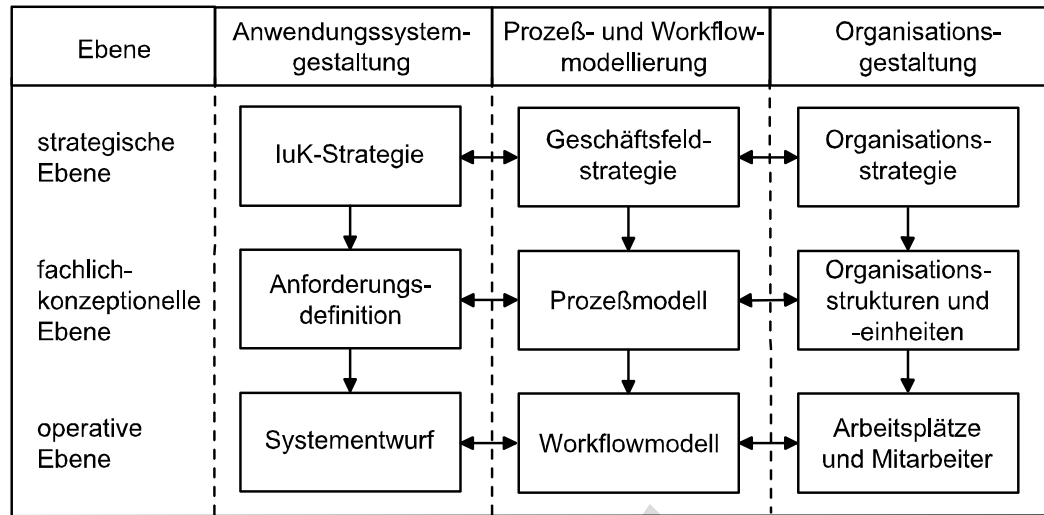 Ebene
Anwendungssystem-
gestaltung
Prozeß- und Workflow-
modellierung
Organisations-
gestaltung
strategische
Ebene
IuK-Strategie
Geschäftsfeld-
strategie
Organisations-
strategie
fachlich-
konzeptionelle
Ebene
Anforderungs-
definition
Prozeßmodell
Organisations-
strukturen und
-einheiten
operative
Ebene
Systementwurf
Workflowmodell
Arbeitsplätze
und Mitarbeiter